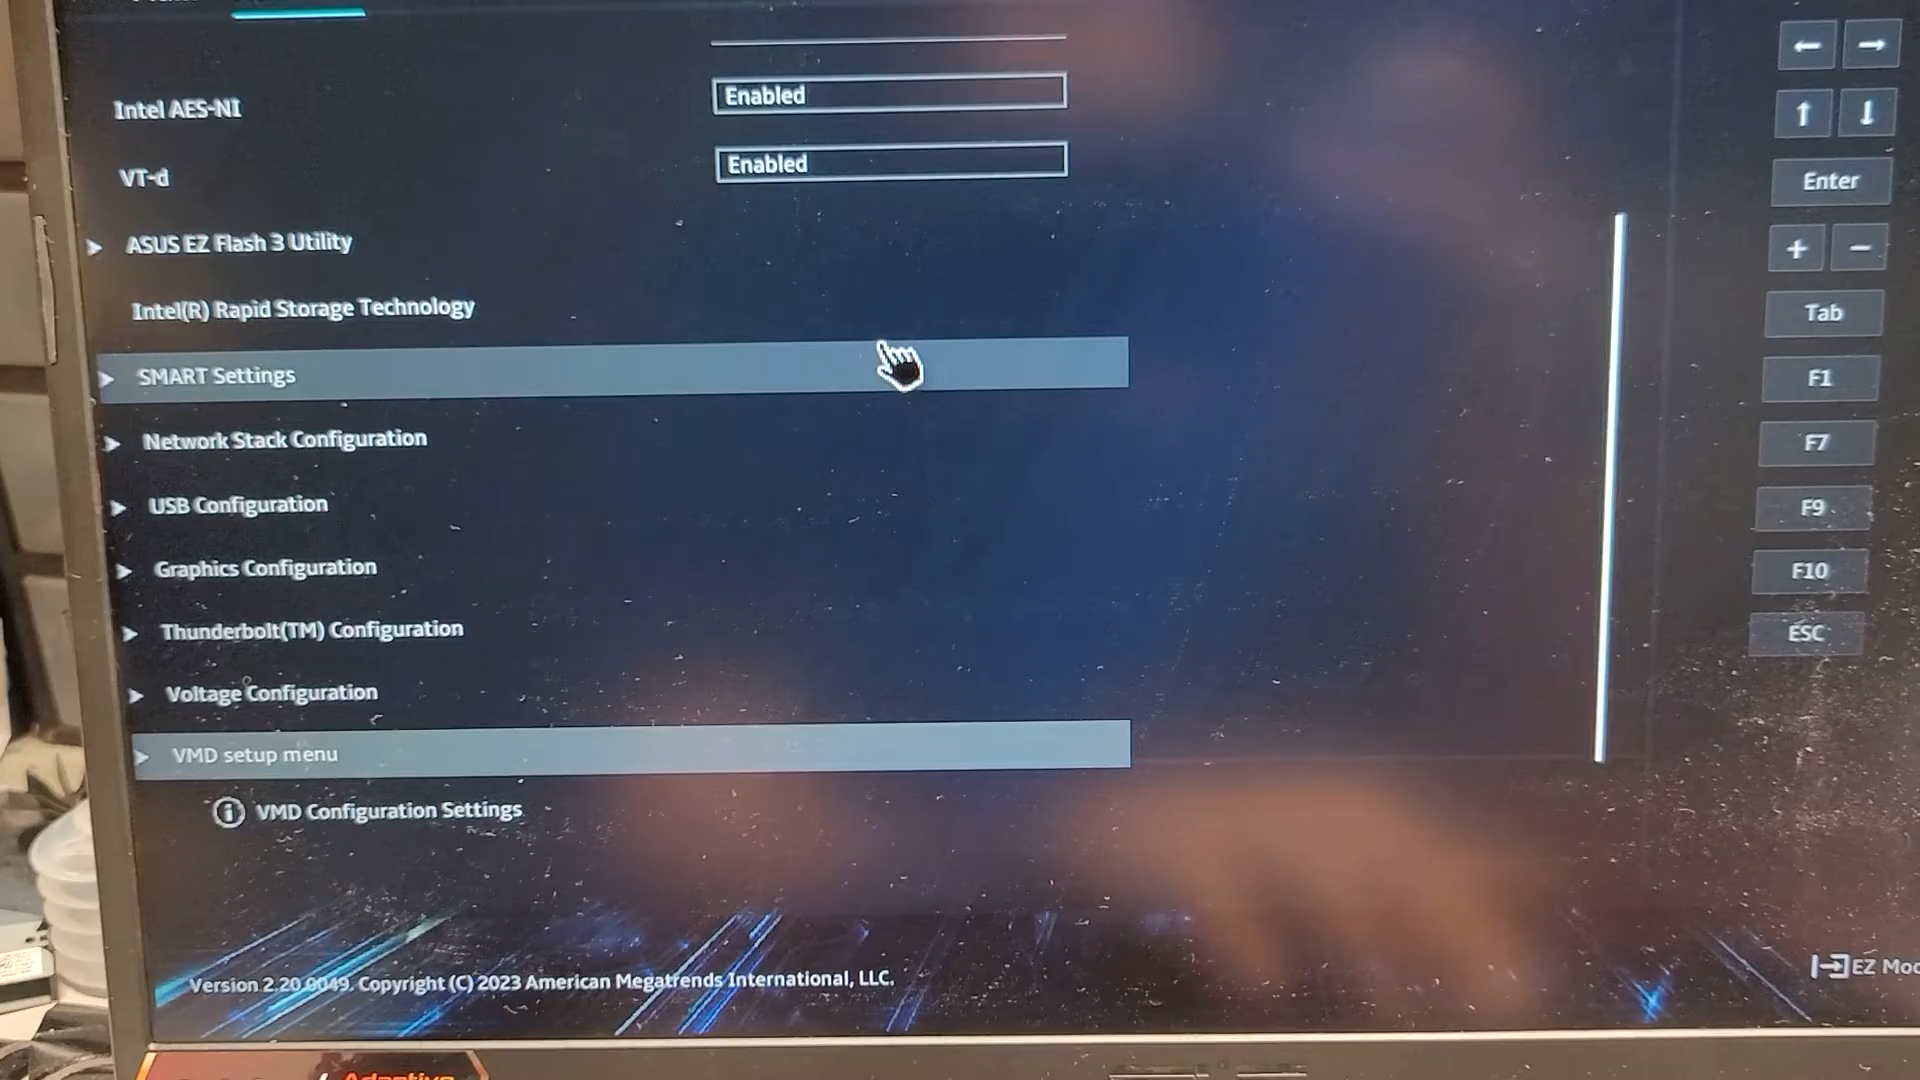 Intel AES-NI
Enabled
VT-d
Enabled
ASUS EZ Flash 3 Utility
Intel(R) Rapid Storage Technology
SMART Settings
Network Stack Configuration
USB Configuration
Graphics Configuration
Thunderbolt(TM) Configuration
Voltage Configuration
VMD setup menu
VMD Configuration Settings
Version 2.20.0049. Copyright (C) 2023 American Megatrends International, LLC.
←
→
↑
↓
Enter
+
−
Tab
F1
F7
F9
F10
ESC
EZ
Adaptive